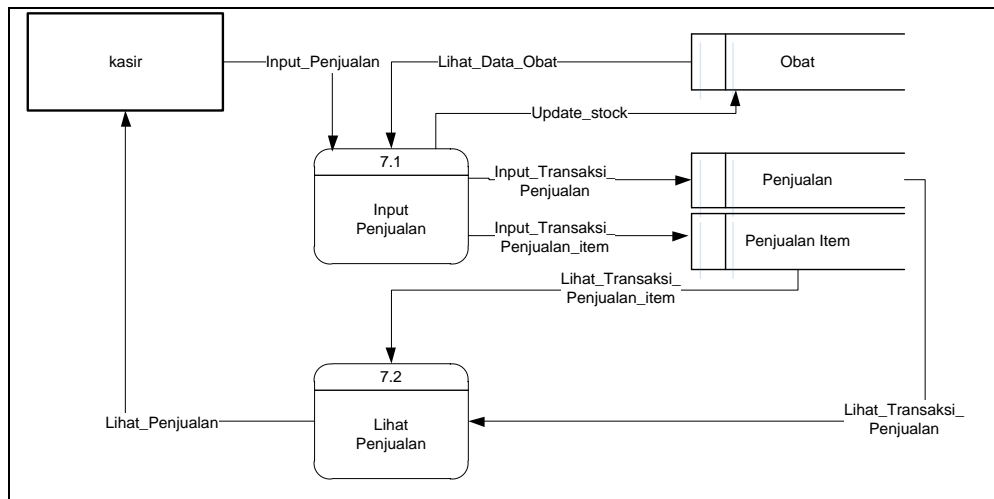 kasir
Input_Penjualan
Lihat_Data_Obat
Obat
Update_stock
7.1
Input
Penjualan
Input_Transaksi_
Penjualan
Penjualan
Input_Transaksi_
Penjualan_item
Penjualan Item
Lihat_Transaksi_
Penjualan_item
7.2
Lihat
Penjualan
Lihat_Penjualan
Lihat_Transaksi_
Penjualan